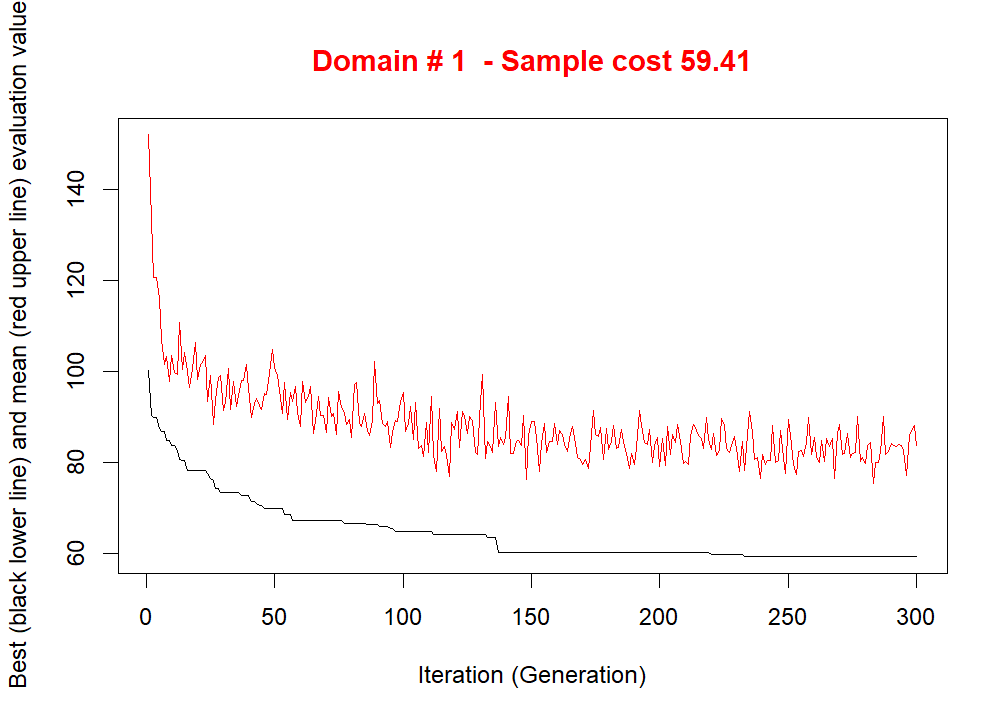 Domain # 1 - Sample cost 59.41
Best (black lower line) and mean (red upper line) evaluation value
140
120
100
80
60
0 50 100 150 200 250 300
Iteration (Generation)